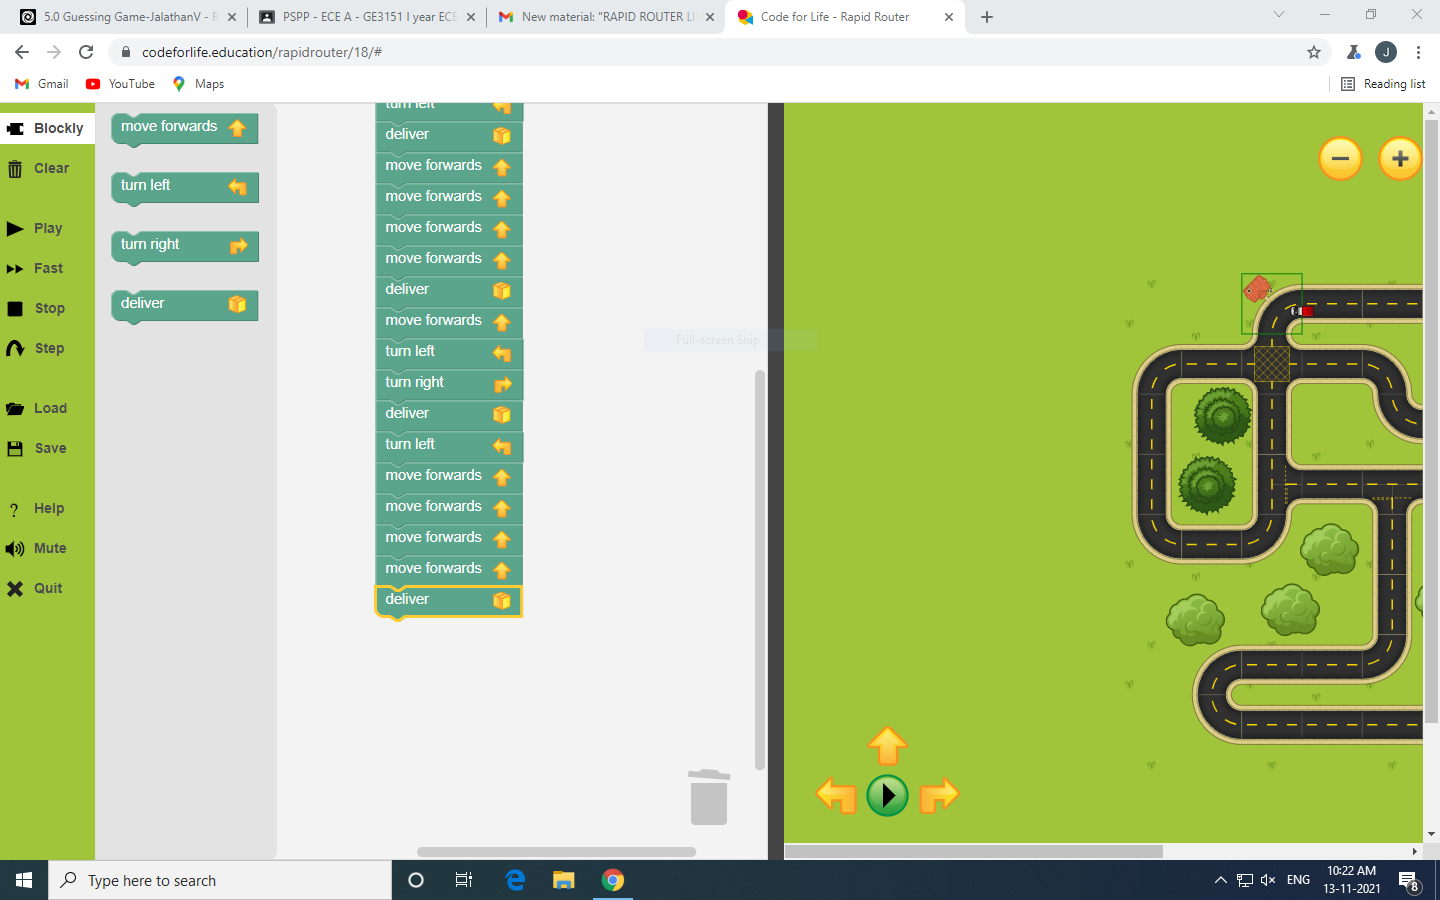 5.0 Guessing Game-JalathanV - R
PSPP - ECE A - GE3151 I year ECE
New material: "RAPID ROUTER LI
Code for Life - Rapid Router
codeforlife.education/rapidrouter/18/#
J
Gmail
YouTube
Maps
Reading list
Blockly
Clear
Play
Fast
Stop
Step
Load
Save
Help
Mute
Quit
move forwards
turn left
turn right
deliver
turn left
deliver
move forwards
move forwards
move forwards
move forwards
deliver
move forwards
turn left
turn right
deliver
turn left
move forwards
move forwards
move forwards
move forwards
deliver
Full-screen Snip
Type here to search
ENG
10:22 AM
13-11-2021
8